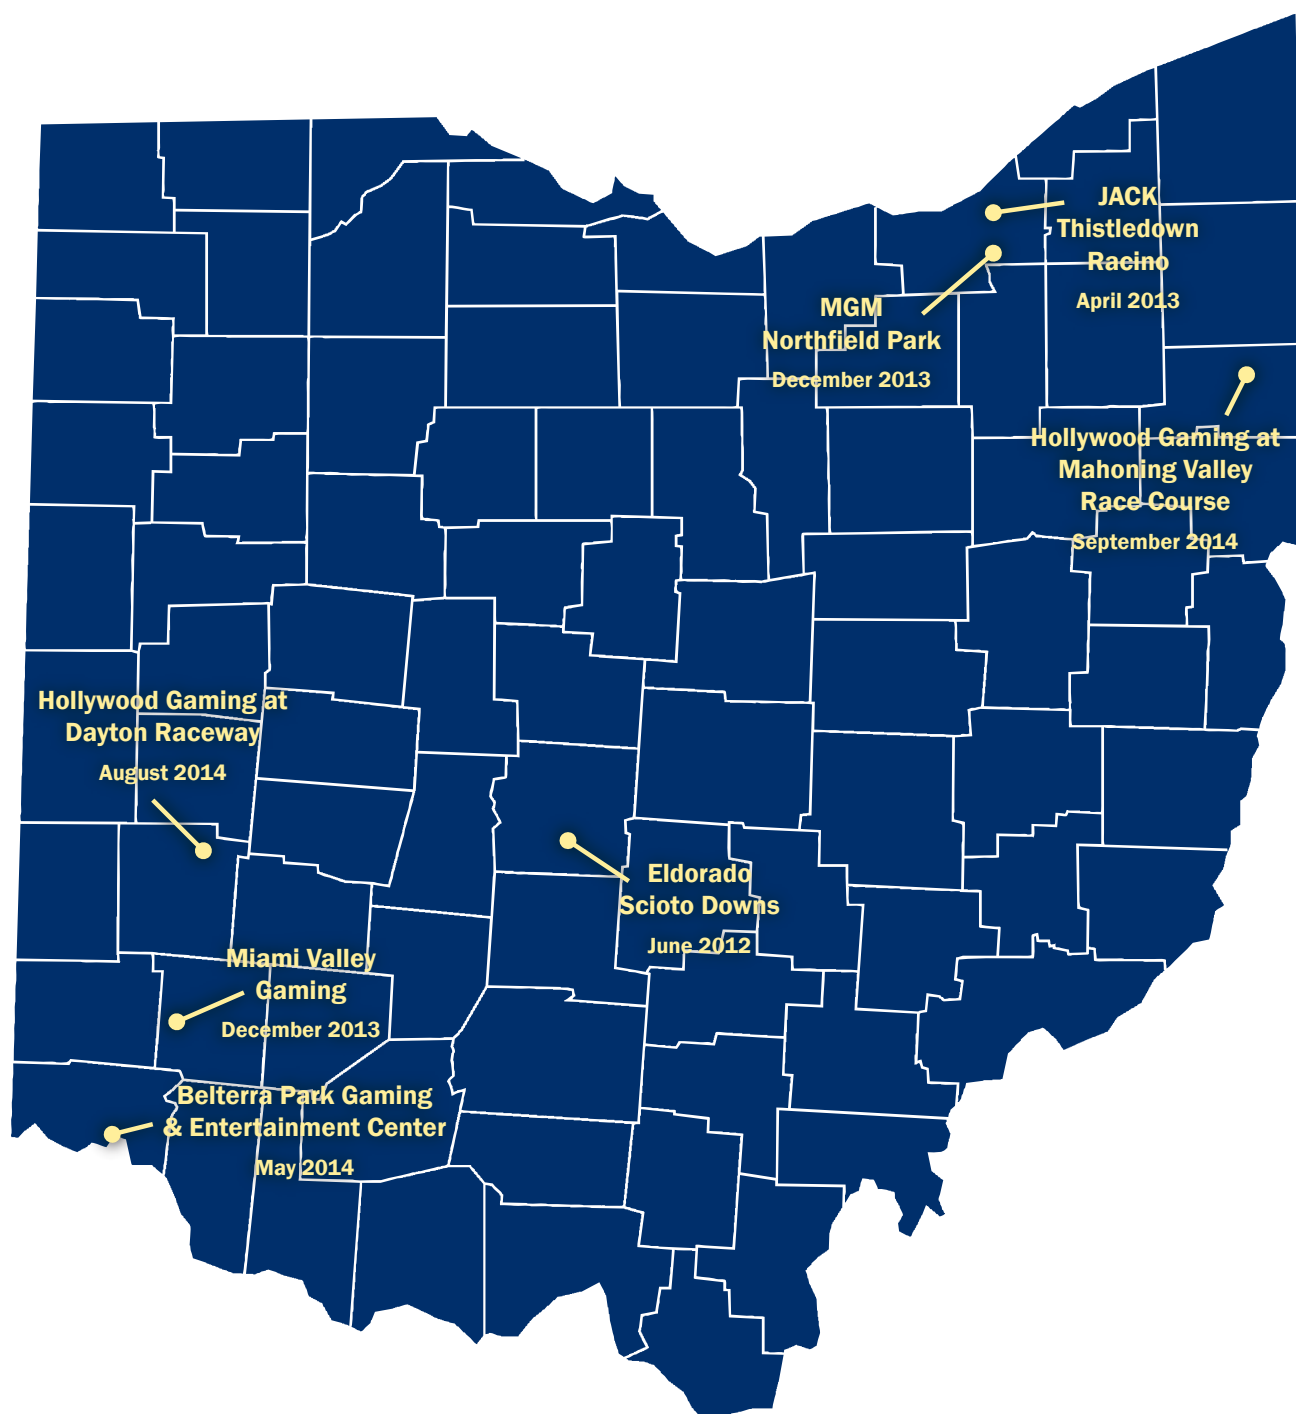 JACK
Thistledown
Racino
April 2013
MGM
Northfield Park
December 2013
Hollywood Gaming at
Mahoning Valley
Race Course
September 2014
Hollywood Gaming at
Dayton Raceway
August 2014
Eldorado
Scioto Downs
June 2012
Miami Valley
Gaming
December 2013
Belterra Park Gaming
& Entertainment Center
May 2014